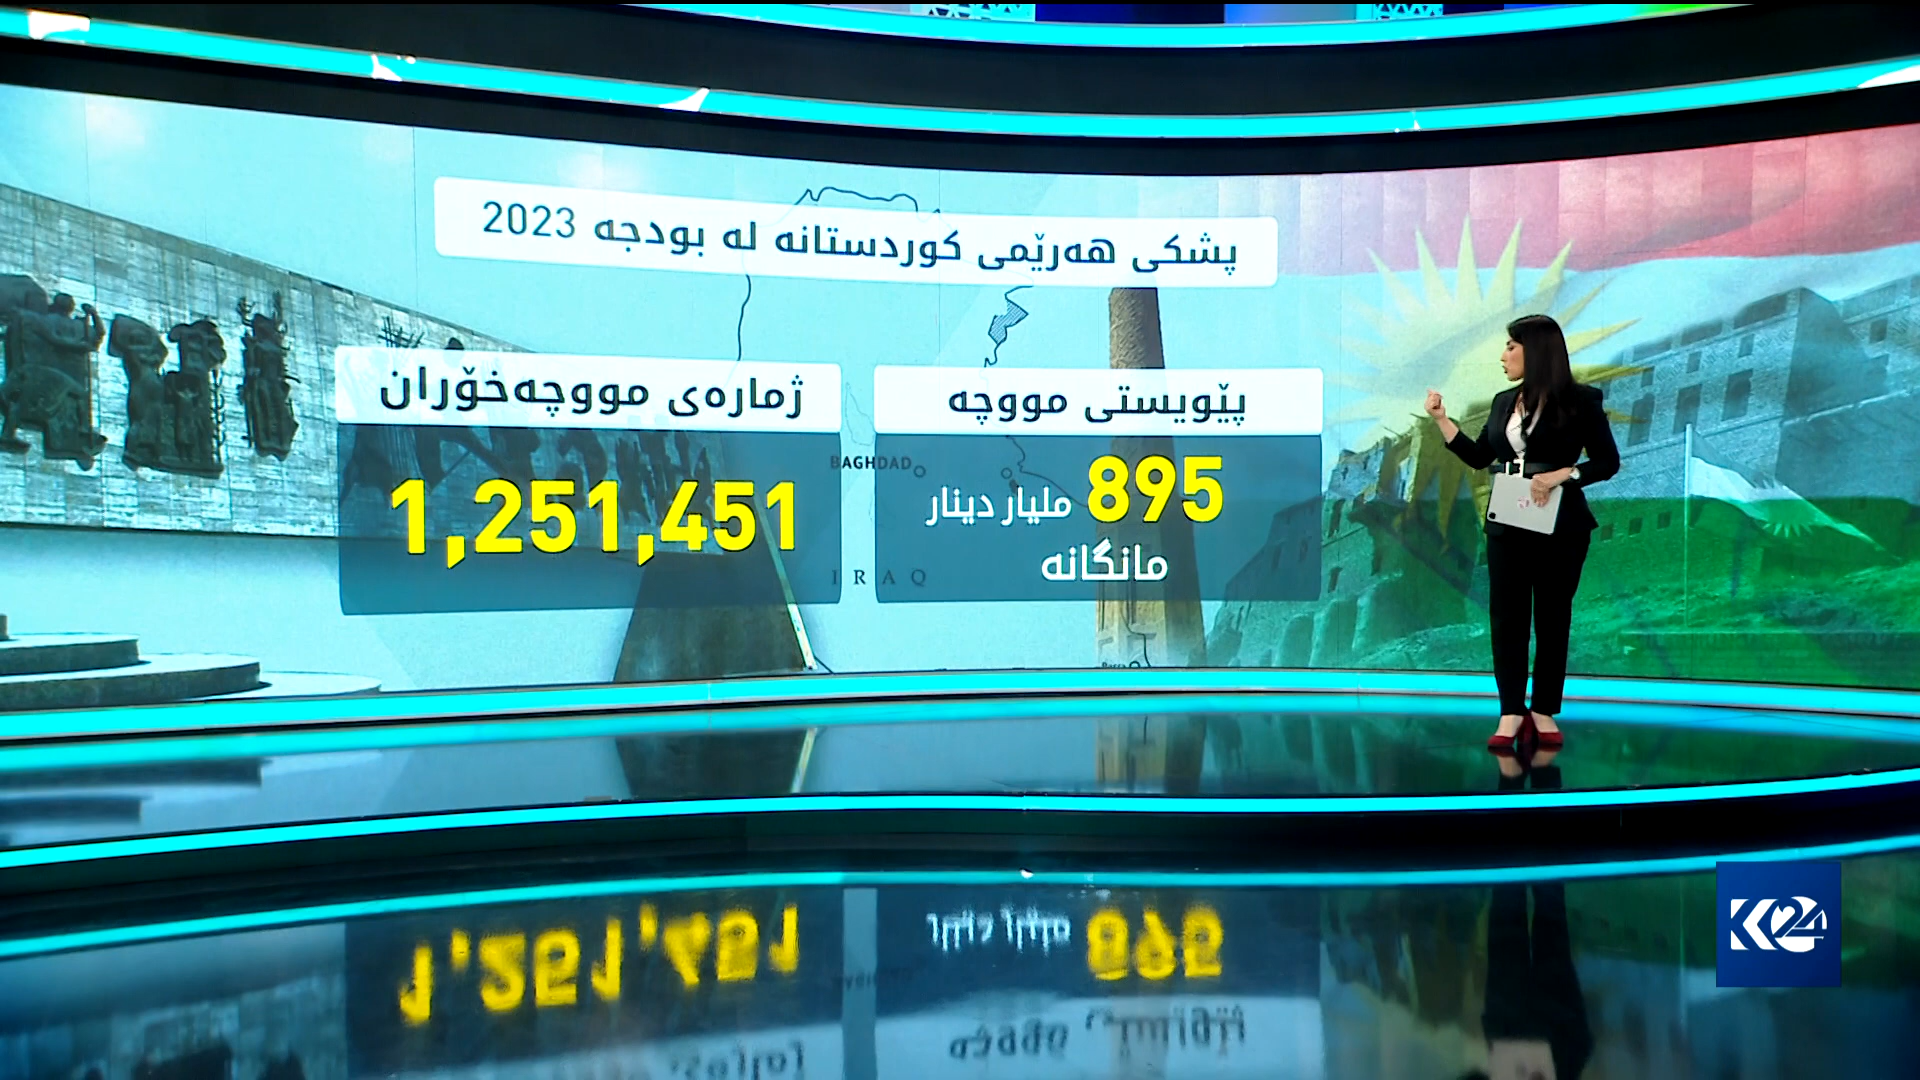 پشکی هەرێمی کوردستانە لە بودجە 2023
پێویستی مووچە
895 ملیار دینار
مانگانە
ژمارەی مووچەخۆران
1,251,451
BAGHDAD
IRAQ
K24